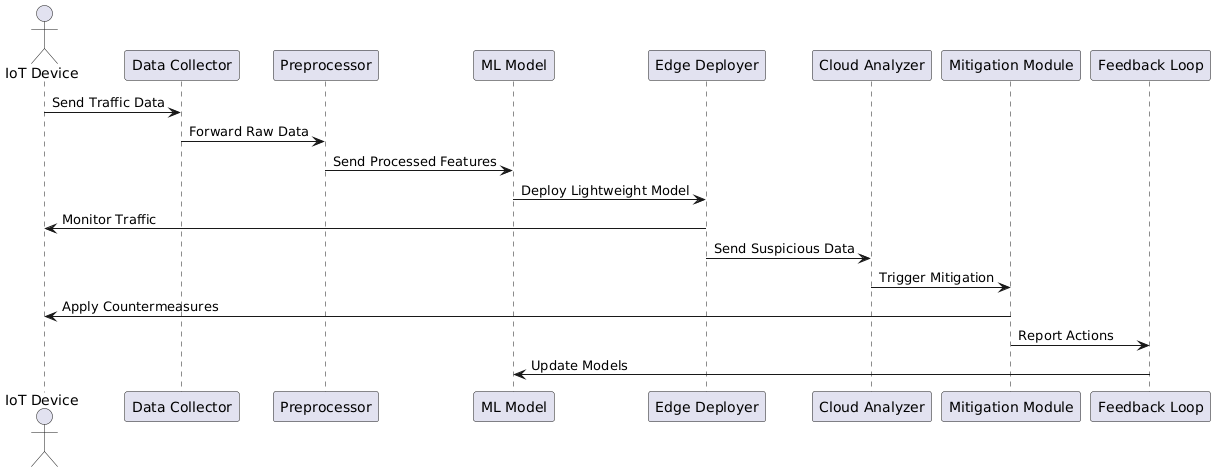 IoT Device
Data Collector
Preprocessor
ML Model
Edge Deployer
Cloud Analyzer
Mitigation Module
Feedback Loop
Send Traffic Data
Forward Raw Data
Send Processed Features
Deploy Lightweight Model
Monitor Traffic
Send Suspicious Data
Trigger Mitigation
Apply Countermeasures
Report Actions
Update Models
IoT Device
Data Collector
Preprocessor
ML Model
Edge Deployer
Cloud Analyzer
Mitigation Module
Feedback Loop